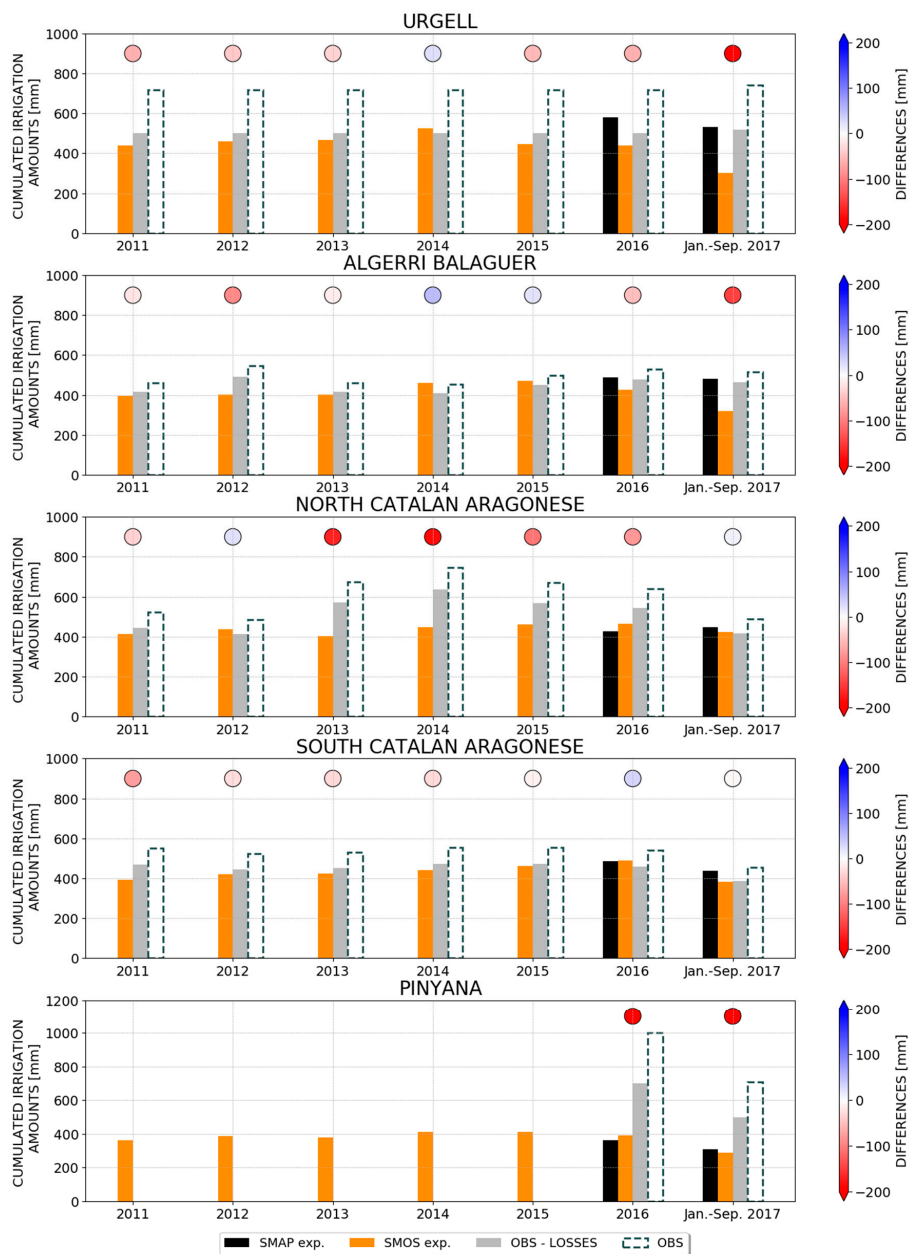 URGELL
CUMULATED IRRIGATION
AMOUNTS [mm]
1000
800
600
400
200
0
2011 2012 2013 2014 2015 2016 Jan.-Sep. 2017
200
100
0
−100
−200
DIFFERENCES [mm]
ALGERRI BALAGUER
CUMULATED IRRIGATION
AMOUNTS [mm]
1000
800
600
400
200
0
2011 2012 2013 2014 2015 2016 Jan.-Sep. 2017
200
100
0
−100
−200
DIFFERENCES [mm]
NORTH CATALAN ARAGONESE
CUMULATED IRRIGATION
AMOUNTS [mm]
1000
800
600
400
200
0
2011 2012 2013 2014 2015 2016 Jan.-Sep. 2017
200
100
0
−100
−200
DIFFERENCES [mm]
SOUTH CATALAN ARAGONESE
CUMULATED IRRIGATION
AMOUNTS [mm]
1000
800
600
400
200
0
2011 2012 2013 2014 2015 2016 Jan.-Sep. 2017
200
100
0
−100
−200
DIFFERENCES [mm]
PINYANA
CUMULATED IRRIGATION
AMOUNTS [mm]
1200
1000
800
600
400
200
0
2011 2012 2013 2014 2015 2016 Jan.-Sep. 2017
200
100
0
−100
−200
DIFFERENCES [mm]
SMAP exp. SMOS exp. OBS - LOSSES OBS